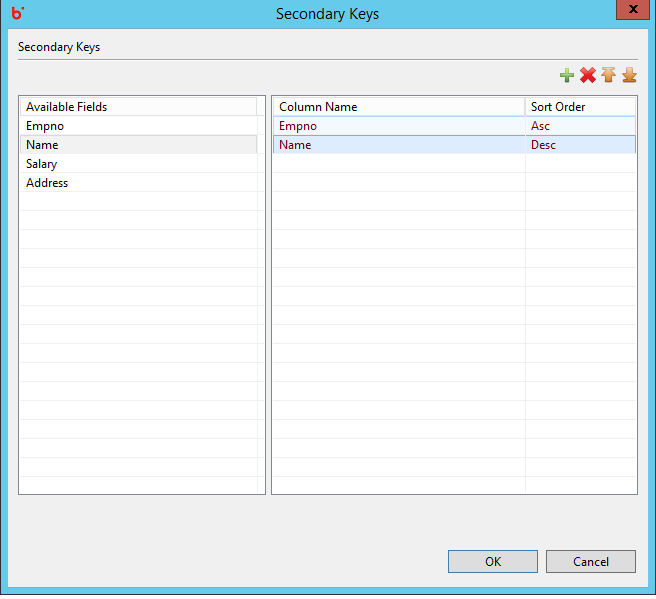 Secondary Keys
Secondary Keys
Available Fields
Empno
Name
Salary
Address
Column Name Sort Order
Empno Asc
Name Desc
OK Cancel